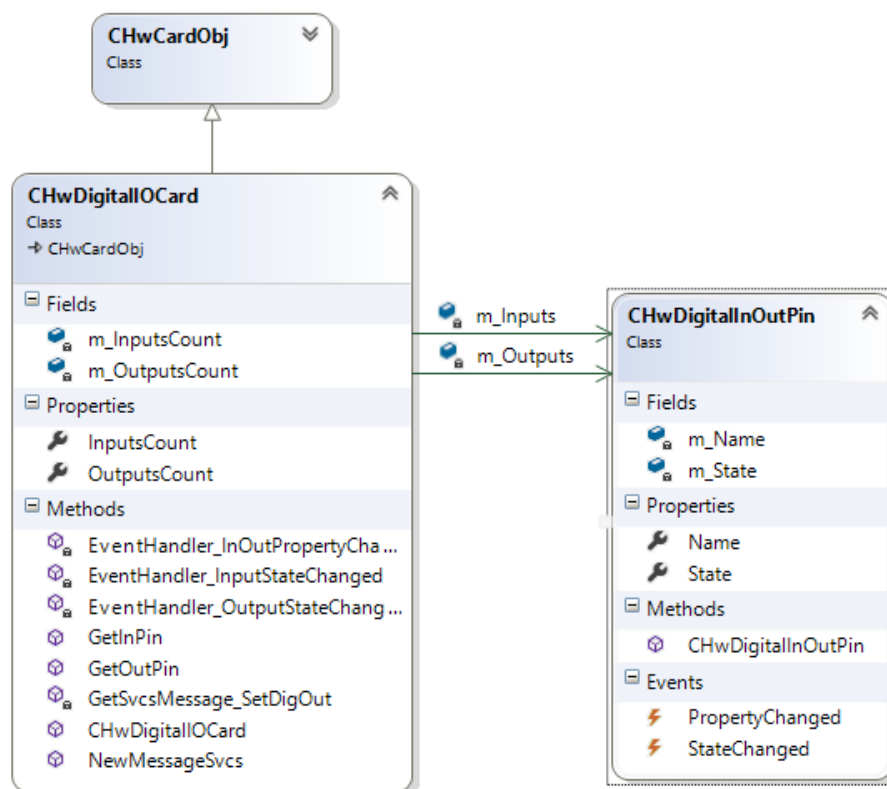 CHwCardObj
Class
CHwDigitalIOCard
Class
CHwCardObj
Fields
m_InputsCount
m_OutputsCount
Properties
InputsCount
OutputsCount
Methods
EventHandler_InOutPropertyCha...
EventHandler_InputStateChanged
EventHandler_OutputStateChang...
GetInPin
GetOutPin
GetSvcsMessage_SetDigOut
CHwDigitalIOCard
NewMessageSvcs
m_Inputs
m_Outputs
CHwDigitalInOutPin
Class
Fields
m_Name
m_State
Properties
Name
State
Methods
CHwDigitalInOutPin
Events
PropertyChanged
StateChanged